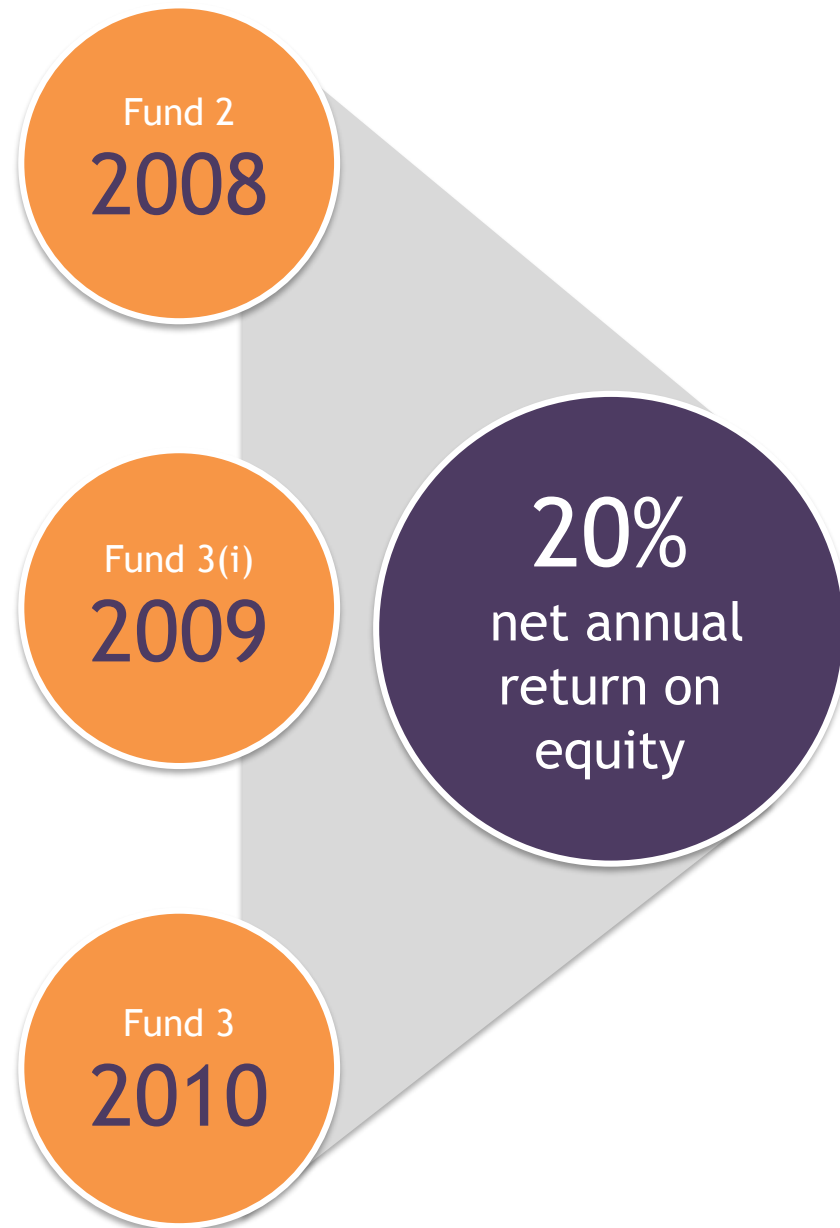 Fund 2
2008
Fund 3(i)
2009
20%
net annual
return on
equity
Fund 3
2010